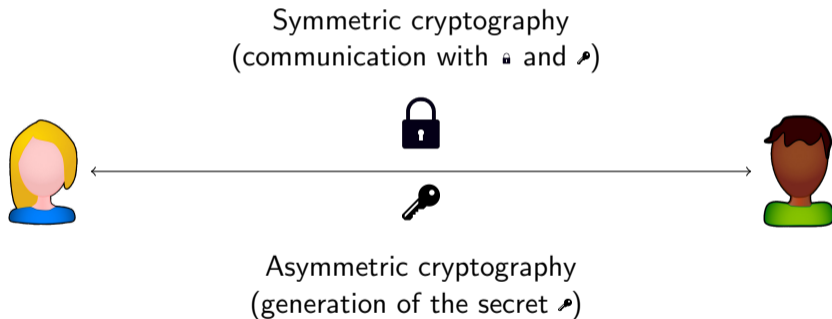 Symmetric cryptography
(communication with 🔒 and 🔑)
Asymmetric cryptography
(generation of the secret 🔑)